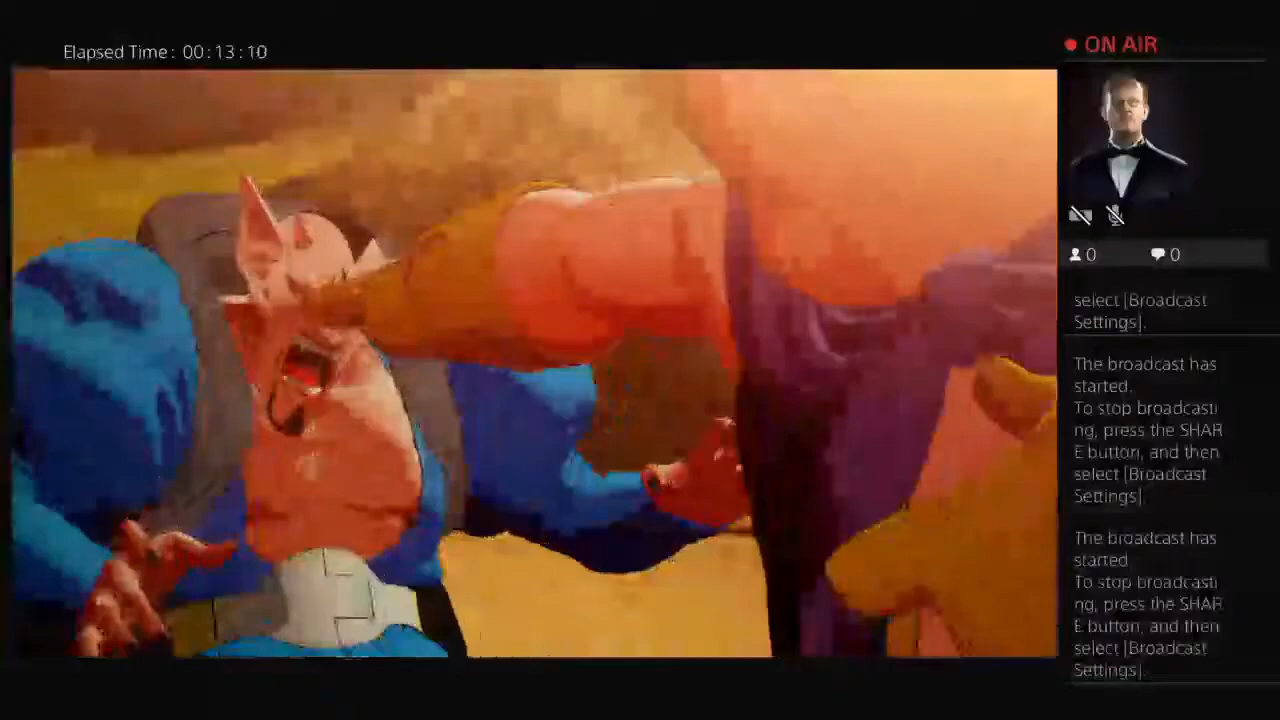 Elapsed Time: 00:13:10
ON AIR
0
0
select [Broadcast
Settings].
The broadcast has
started.
To stop broadcasti
ng, press the SHAR
E button, and then
select [Broadcast
Settings].
The broadcast has
started.
To stop broadcasti
ng, press the SHAR
E button, and then
select [Broadcast
Settings].